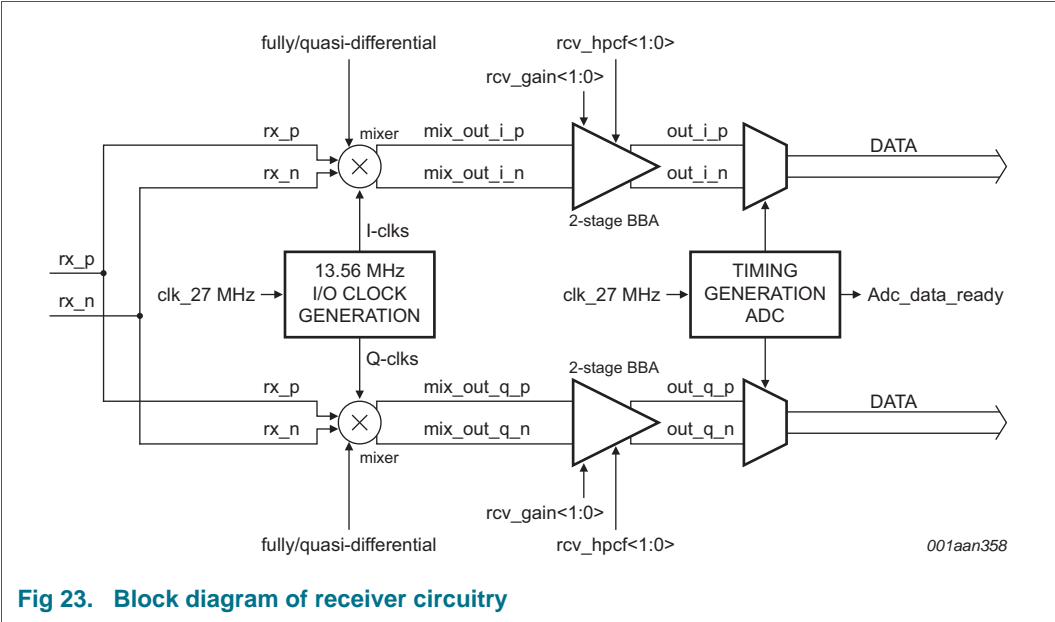 fully/quasi-differential
rcv_hpcf<1:0>
rcv_gain<1:0>
rx_p
mixer
mix_out_i_p
out_i_p
DATA
rx_n
mix_out_i_n
out_i_n
2-stage BBA
I-clks
rx_p
rx_n
clk_27 MHz
13.56 MHz
I/O CLOCK
GENERATION
clk_27 MHz
TIMING
GENERATION
ADC
Adc_data_ready
Q-clks
2-stage BBA
rx_p
mix_out_q_p
out_q_p
DATA
rx_n
mix_out_q_n
out_q_n
mixer
rcv_gain<1:0>
fully/quasi-differential
rcv_hpcf<1:0>
001aan358
Fig 23. Block diagram of receiver circuitry